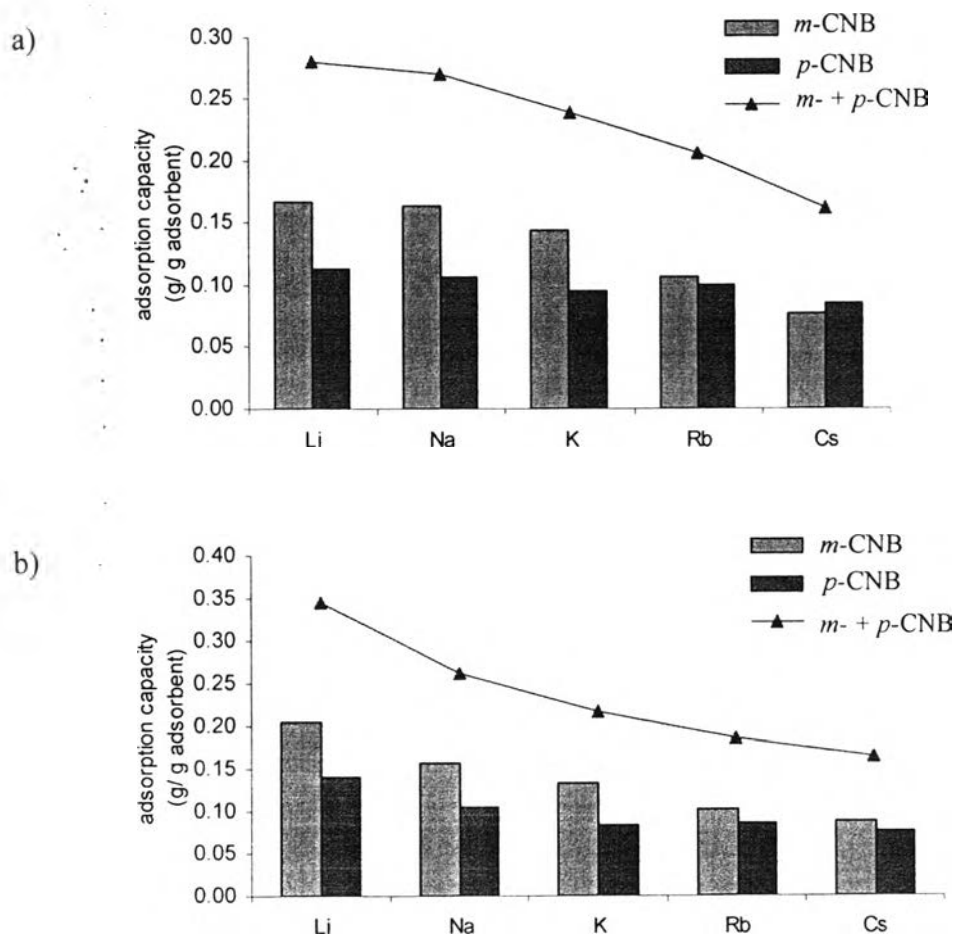 a)
m-CNB
p-CNB
m- + p-CNB
adsorption capacity
(g/ g adsorbent)
0.30
0.25
0.20
0.15
0.10
0.05
0.00
Li Na K Rb Cs
b)
m-CNB
p-CNB
m- + p-CNB
adsorption capacity
(g/ g adsorbent)
0.40
0.35
0.30
0.25
0.20
0.15
0.10
0.05
0.00
Li Na K Rb Cs